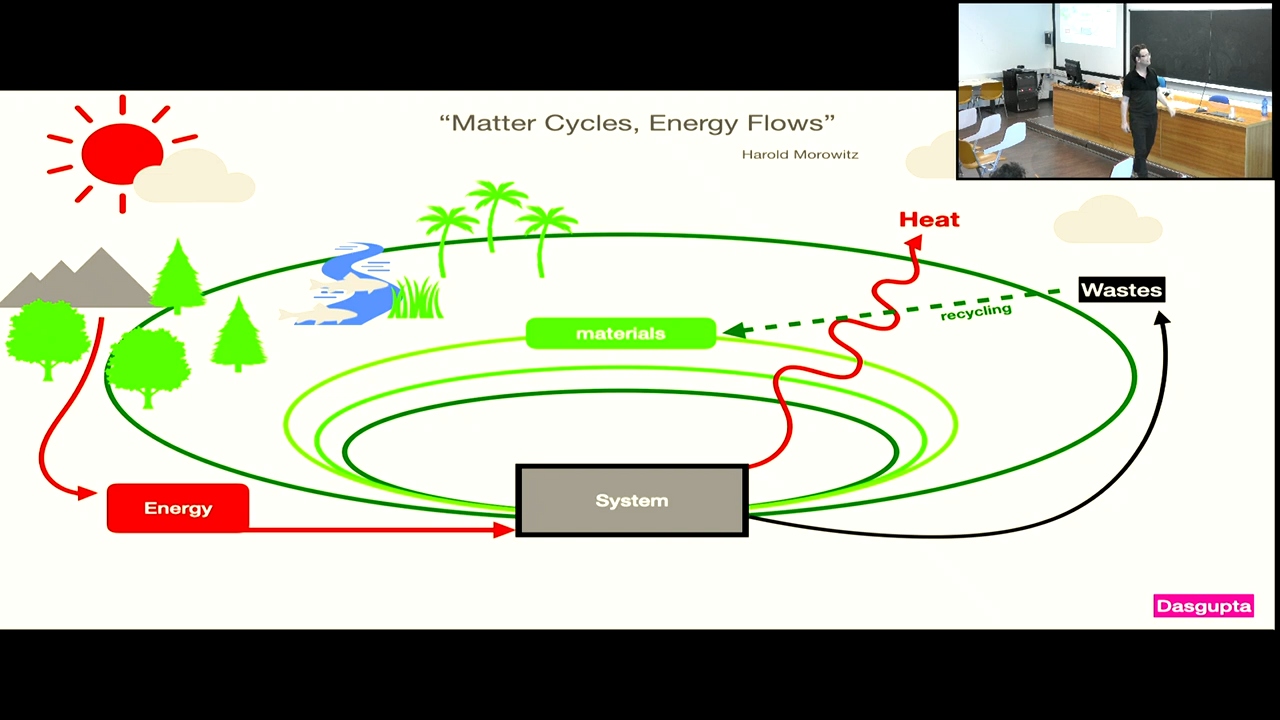 “Matter Cycles, Energy Flows”
Harold Morowitz
Heat
Wastes
recycling
materials
System
Energy
Dasgupta